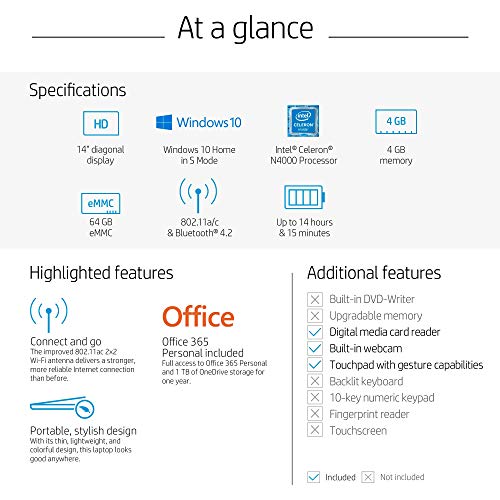 At a glance
Specifications
HD
14" diagonal
display
Windows 10
Windows 10 Home
in S Mode
intel
CELERON
inside
Intel® Celeron®
N4000 Processor
4 GB
4 GB
memory
eMMC
64 GB
eMMC
802.11a/c
& Bluetooth® 4.2
Up to 14 hours
& 15 minutes
Highlighted features
Connect and go
The improved 802.11ac 2x2
Wi-Fi antenna delivers a stronger,
more reliable Internet connection
than before.
Office
Office 365
Personal included
Full access to Office 365 Personal
and 1 TB of OneDrive storage for
one year.
Portable, stylish design
With its thin, lightweight, and
colorful design, this laptop looks
good anywhere.
Additional features
Built-in DVD-Writer
Upgradable memory
Digital media card reader
Built-in webcam
Touchpad with gesture capabilities
Backlit keyboard
10-key numeric keypad
Fingerprint reader
Touchscreen
Included
Not included